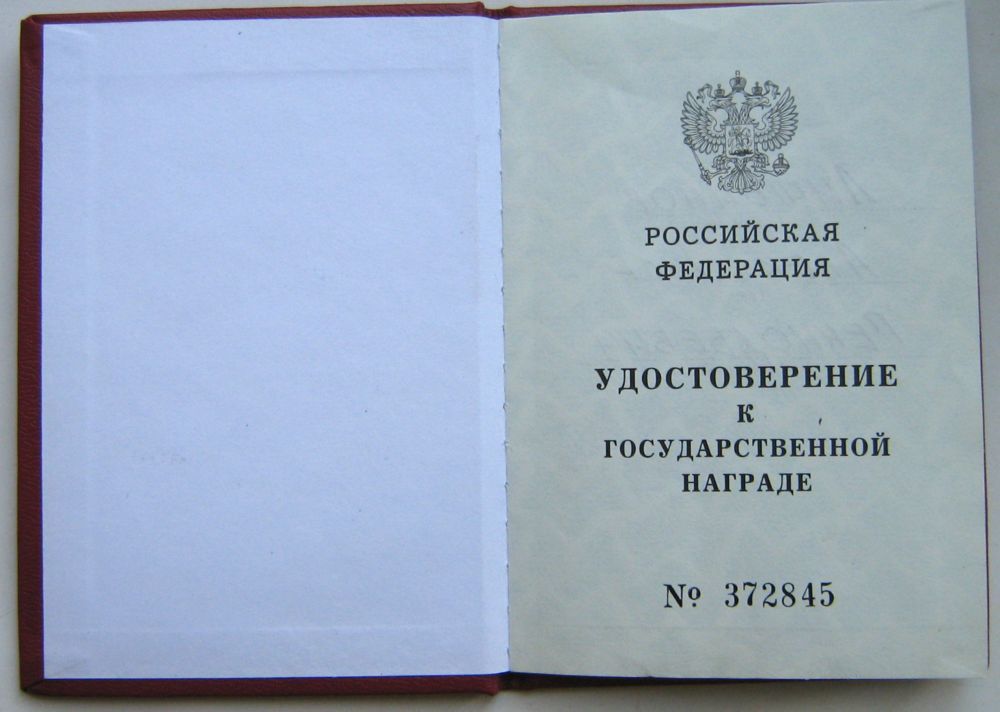 РОССИЙСКАЯ
ФЕДЕРАЦИЯ
УДОСТОВЕРЕНИЕ
К
ГОСУДАРСТВЕННОЙ
НАГРАДЕ
№ 372845